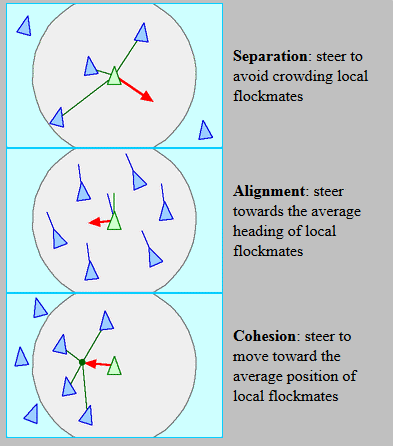 Separation: steer to
avoid crowding local
flockmates
Alignment: steer
towards the average
heading of local
flockmates
Cohesion: steer to
move toward the
average position of
local flockmates